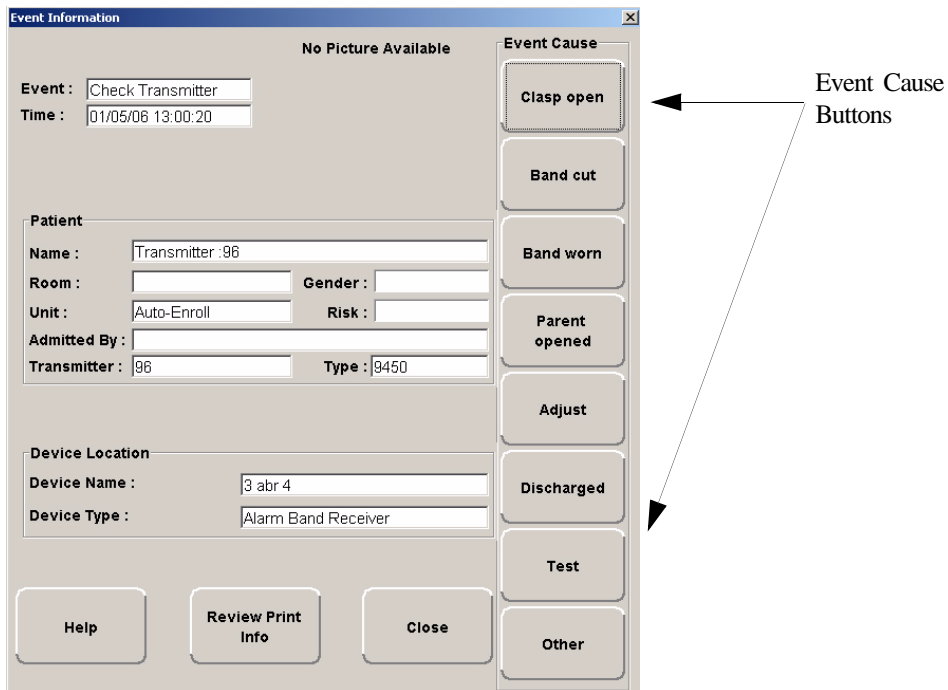 Event Information
No Picture Available
Event : Check Transmitter
Time : 01/05/06 13:00:20
Patient
Name : Transmitter :96
Room : Gender :
Unit : Auto-Enroll Risk :
Admitted By :
Transmitter : 96 Type : 9450
Device Location
Device Name : 3 abr 4
Device Type : Alarm Band Receiver
Help
Review Print
Info
Close
Event Cause
Clasp open
Band cut
Band worn
Parent
opened
Adjust
Discharged
Test
Other
Event Cause
Buttons